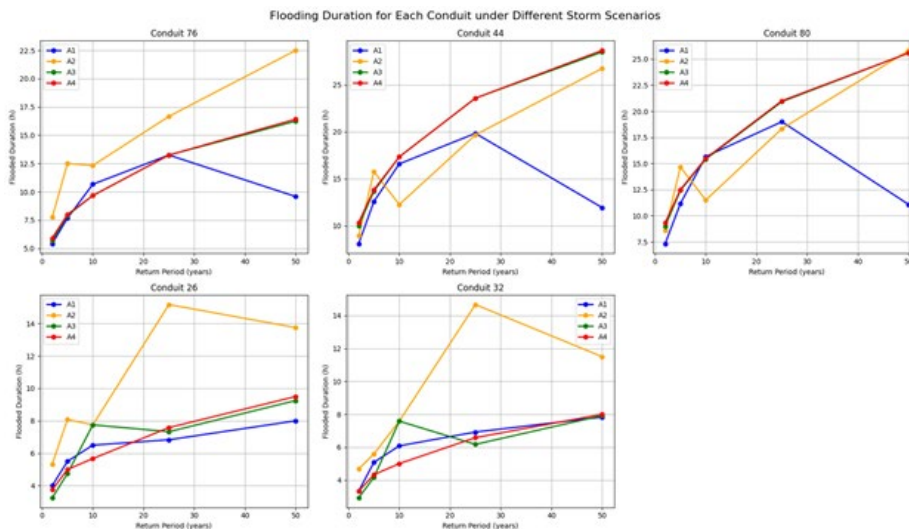 Flooding Duration for Each Conduit under Different Storm Scenarios
Conduit 76
A1
A2
A3
A4
Flooded Duration (h)
22.5
20.0
17.5
15.0
12.5
10.0
7.5
5.0
0 10 20 30 40 50
Return Period (years)
Conduit 44
A1
A2
A3
A4
Flooded Duration (h)
25
20
15
10
0 10 20 30 40 50
Return Period (years)
Conduit 80
A1
A2
A3
A4
Flooded Duration (h)
25.0
22.5
20.0
17.5
15.0
12.5
10.0
7.5
0 10 20 30 40 50
Return Period (years)
Conduit 26
A1
A2
A3
A4
Flooded Duration (h)
14
12
10
8
6
4
0 10 20 30 40 50
Return Period (years)
Conduit 32
A1
A2
A3
A4
Flooded Duration (h)
14
12
10
8
6
4
0 10 20 30 40 50
Return Period (years)